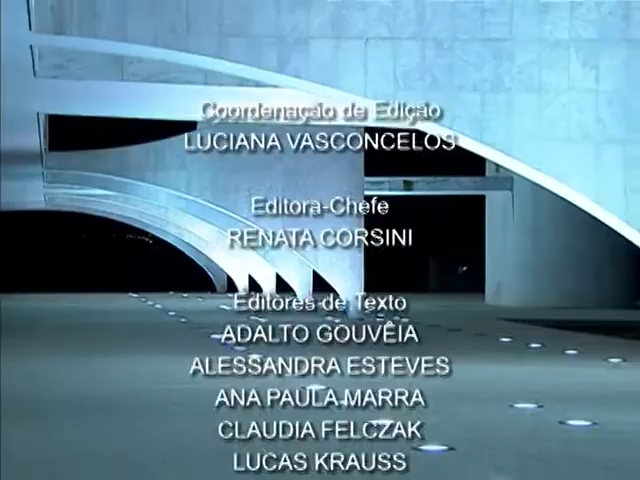 Coordenação de Edição
LUCIANA VASCONCELOS
Editora-Chefe
RENATA CORSINI
Editores de Texto
ADALTO GOUVÊIA
ALESSANDRA ESTEVES
ANA PAULA MARRA
CLAUDIA FELCZAK
LUCAS KRAUSS